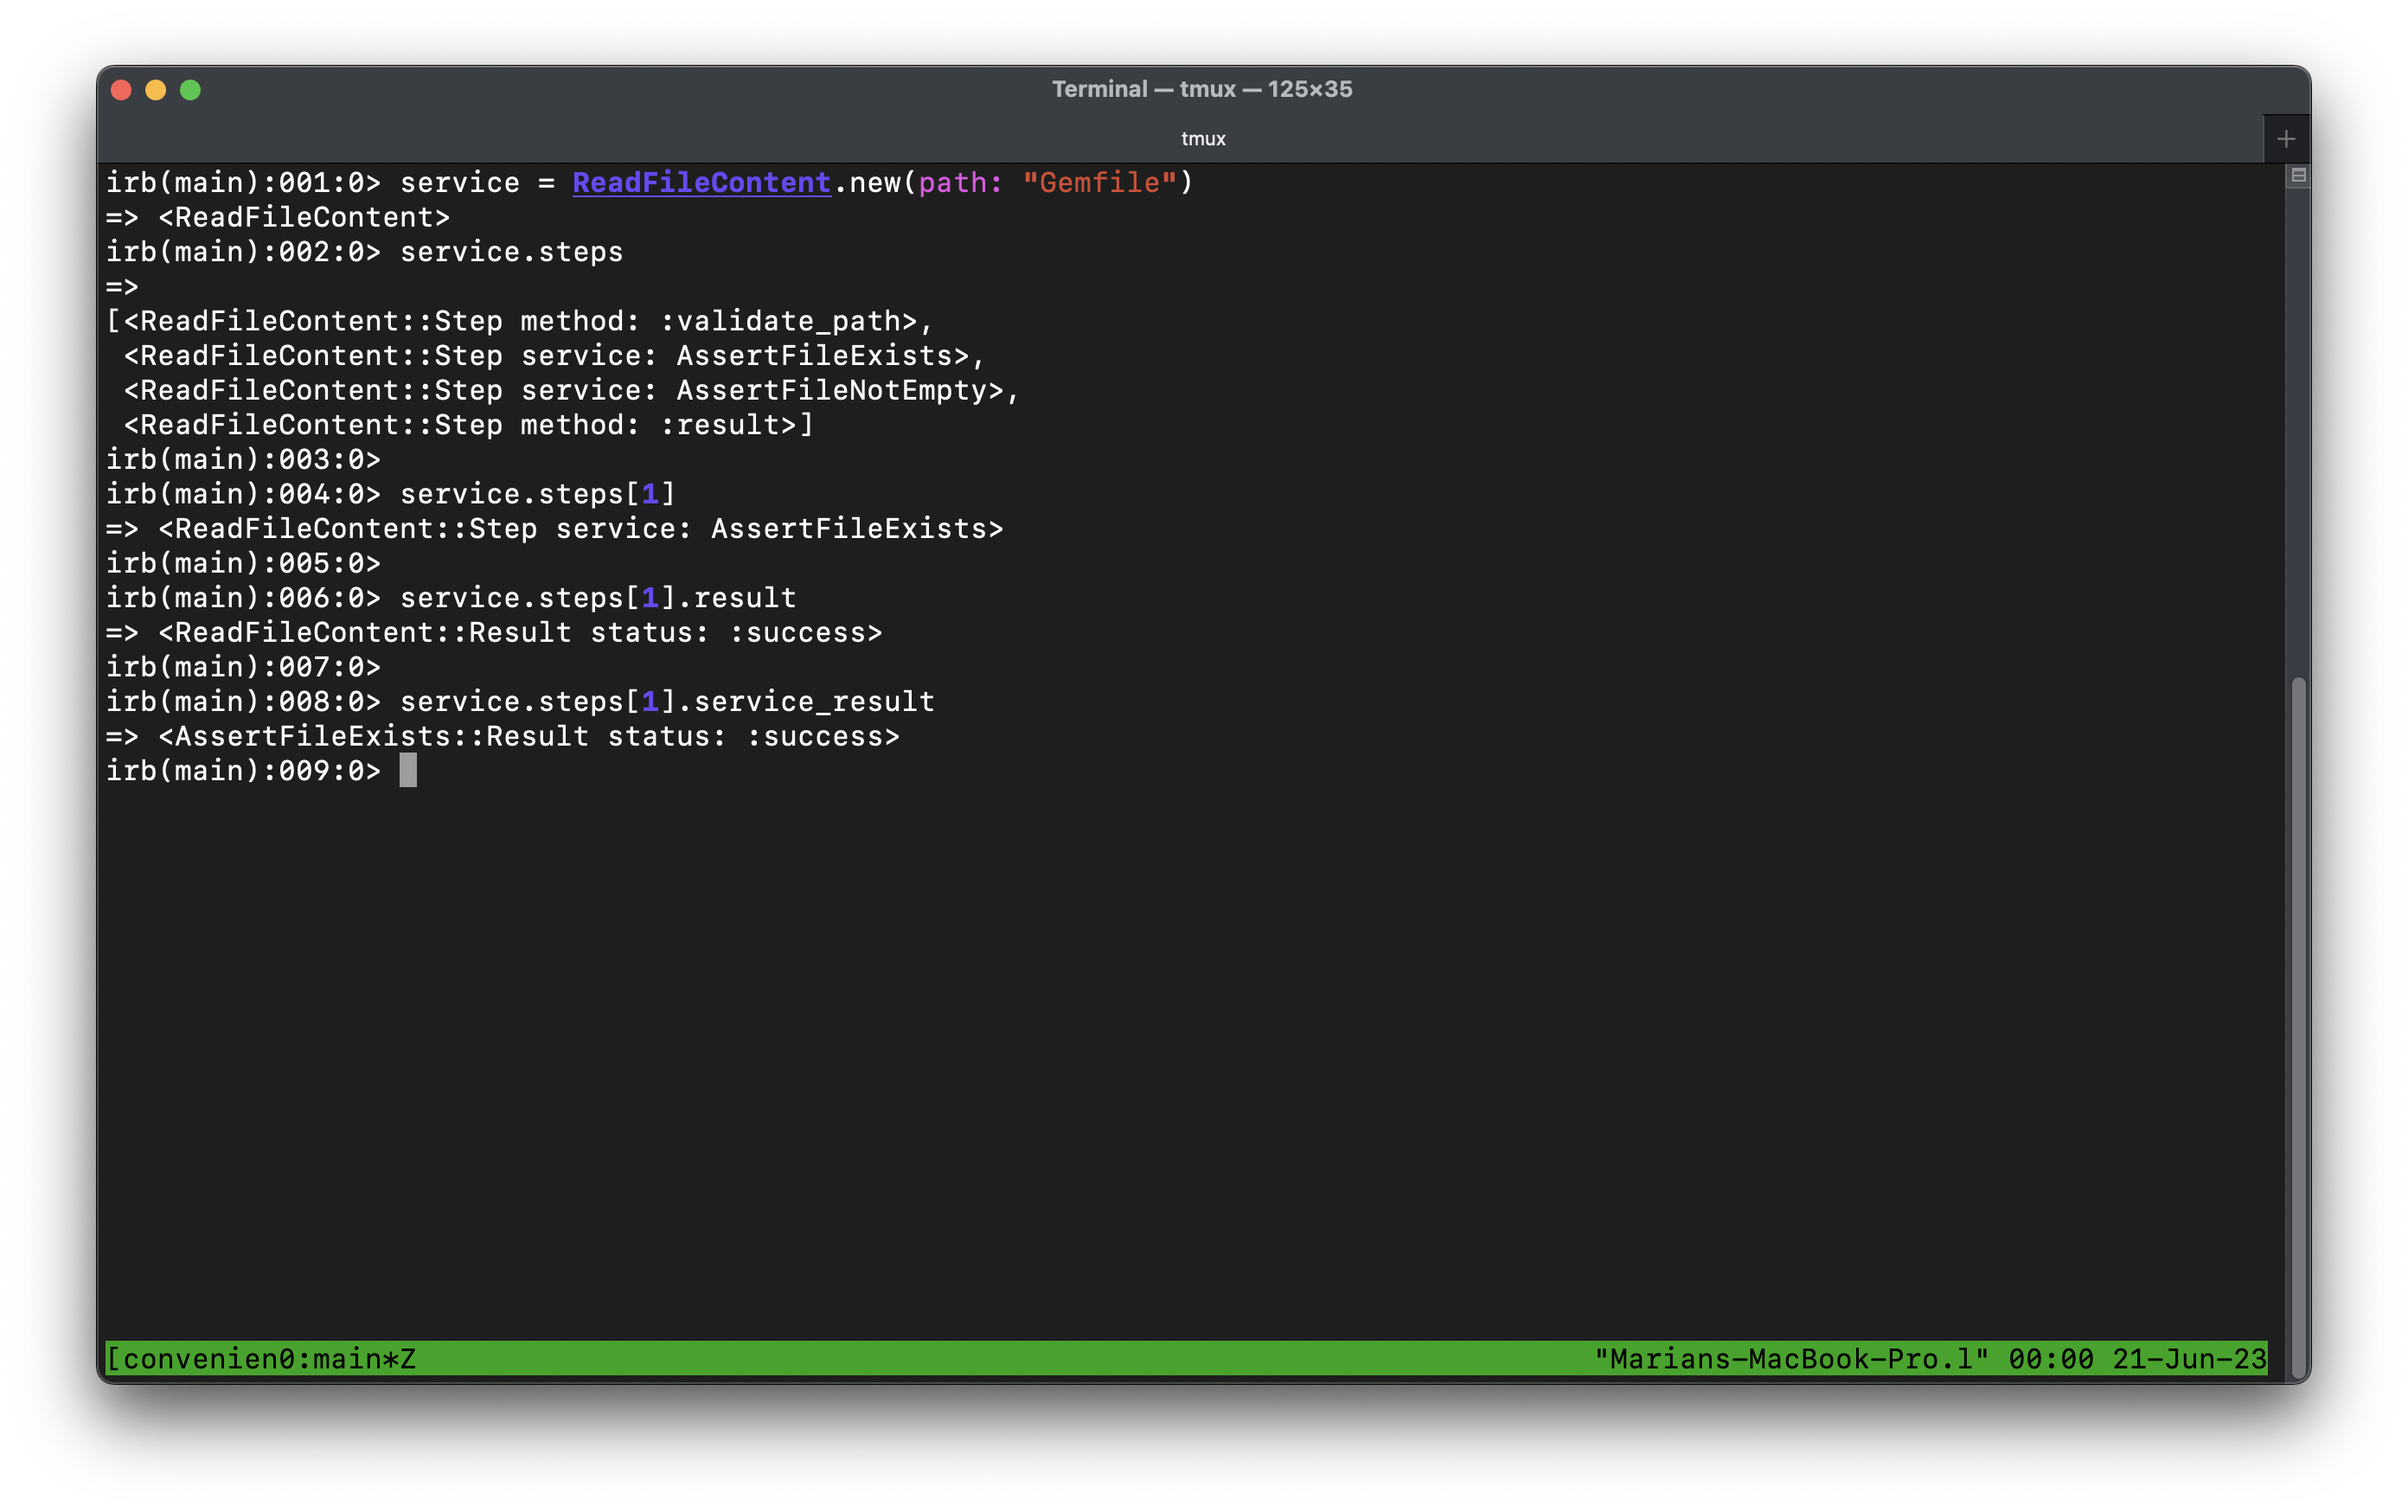 Terminal — tmux — 125×35
tmux
irb(main):001:0> service = ReadFileContent.new(path: "Gemfile")
=> <ReadFileContent>
irb(main):002:0> service.steps
=>
[<ReadFileContent::Step method: :validate_path>,
 <ReadFileContent::Step service: AssertFileExists>,
 <ReadFileContent::Step service: AssertFileNotEmpty>,
 <ReadFileContent::Step method: :result>]
irb(main):003:0>
irb(main):004:0> service.steps[1]
=> <ReadFileContent::Step service: AssertFileExists>
irb(main):005:0>
irb(main):006:0> service.steps[1].result
=> <ReadFileContent::Result status: :success>
irb(main):007:0>
irb(main):008:0> service.steps[1].service_result
=> <AssertFileExists::Result status: :success>
irb(main):009:0>
[convenien0:main*Z "Marians-MacBook-Pro.l" 00:00 21-Jun-23